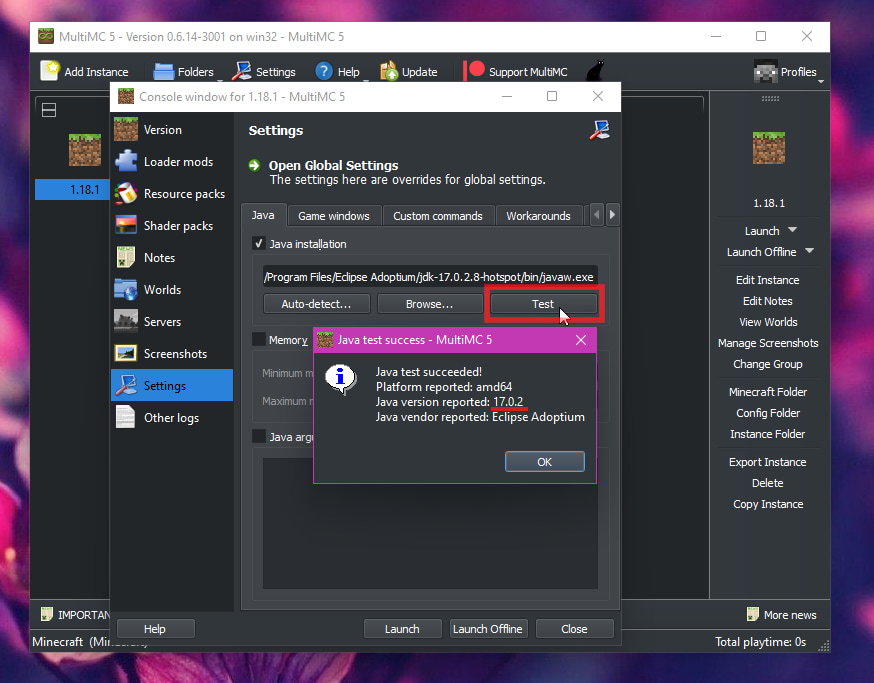 MultiMC 5 - Version 0.6.14-3001 on win32 - MultiMC 5
Add Instance
Folders
Settings
Help
Update
Support MultiMC
Profiles
1.18.1
Console window for 1.18.1 - MultiMC 5
Version
Loader mods
Resource packs
Shader packs
Notes
Worlds
Servers
Screenshots
Settings
Other logs
Settings
Open Global Settings
The settings here are overrides for global settings.
Java
Game windows
Custom commands
Workarounds
Java installation
/Program Files/Eclipse Adoptium/jdk-17.0.2.8-hotspot/bin/javaw.exe
Auto-detect...
Browse...
Test
Memory
Minimum m
Maximum
Java arg
Java test success - MultiMC 5
Java test succeeded!
Platform reported: amd64
Java version reported: 17.0.2
Java vendor reported: Eclipse Adoptium
OK
Help
Launch
Launch Offline
Close
1.18.1
Launch
Launch Offline
Edit Instance
Edit Notes
View Worlds
Manage Screenshots
Change Group
Minecraft Folder
Config Folder
Instance Folder
Export Instance
Delete
Copy Instance
IMPORTAN
More news
Minecraft (Min
Total playtime: 0s